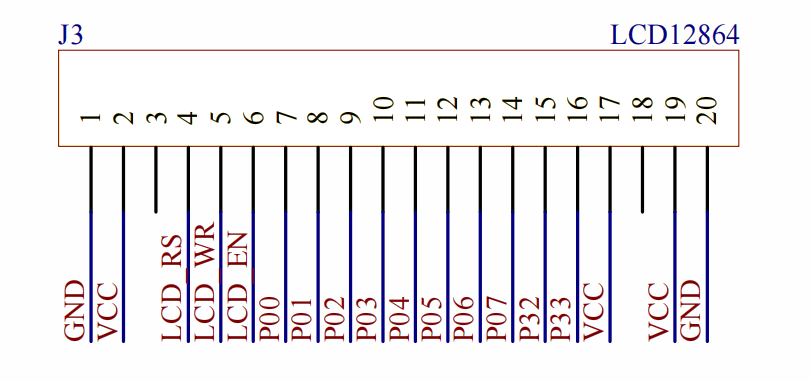 J3 LCD12864
1 2 3 4 5 6 7 8 9 10 11 12 13 14 15 16 17 18 19 20
GND VCC LCD_RS LCD_WR LCD_EN P00 P01 P02 P03 P04 P05 P06 P07 P32 P33 VCC VCC GND